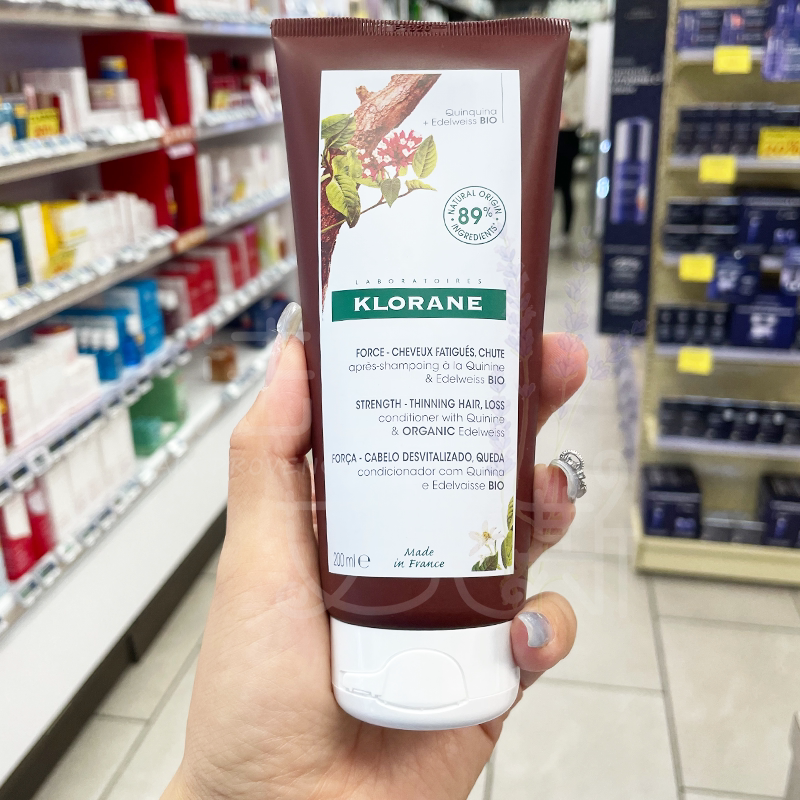 Quinquina
+ Edelweiss BIO
NATURAL ORIGIN
89%
INGREDIENTS*
LABORATOIRES
KLORANE
FORCE - CHEVEUX FATIGUÉS, CHUTE
après-shampoing à la Quinine
& Edelweiss BIO
STRENGTH - THINNING HAIR, LOSS
conditioner with Quinine
& ORGANIC Edelweiss
FORÇA - CABELO DESVITALIZADO, QUEDA
condicionador com Quinina
e Edelvaisse BIO
200 ml ℮
Made
in France